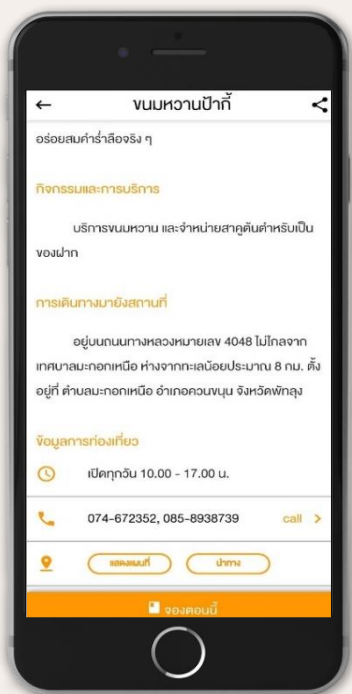 ขนมหวานป้ากี้
อร่อยสมคำร่ำลือจริง ๆ
กิจกรรมและการบริการ
บริการขนมหวาน และจำหน่ายสาคูต้นสำหรับเป็น
ของฝาก
การเดินทางมายังสถานที่
อยู่บนถนนทางหลวงหมายเลข 4048 ไม่ไกลจาก
เทศบาลมะกอกเหนือ ห่างจากทะเลน้อยประมาณ 8 กม. ตั้ง
อยู่ที่ ตำบลมะกอกเหนือ อำเภอควนขนุน จังหวัดพัทลุง
ข้อมูลการท่องเที่ยว
เปิดทุกวัน 10.00 - 17.00 น.
074-672352, 085-8938739 call >
แสดงแผนที่ นำทาง
จองตอนนี้